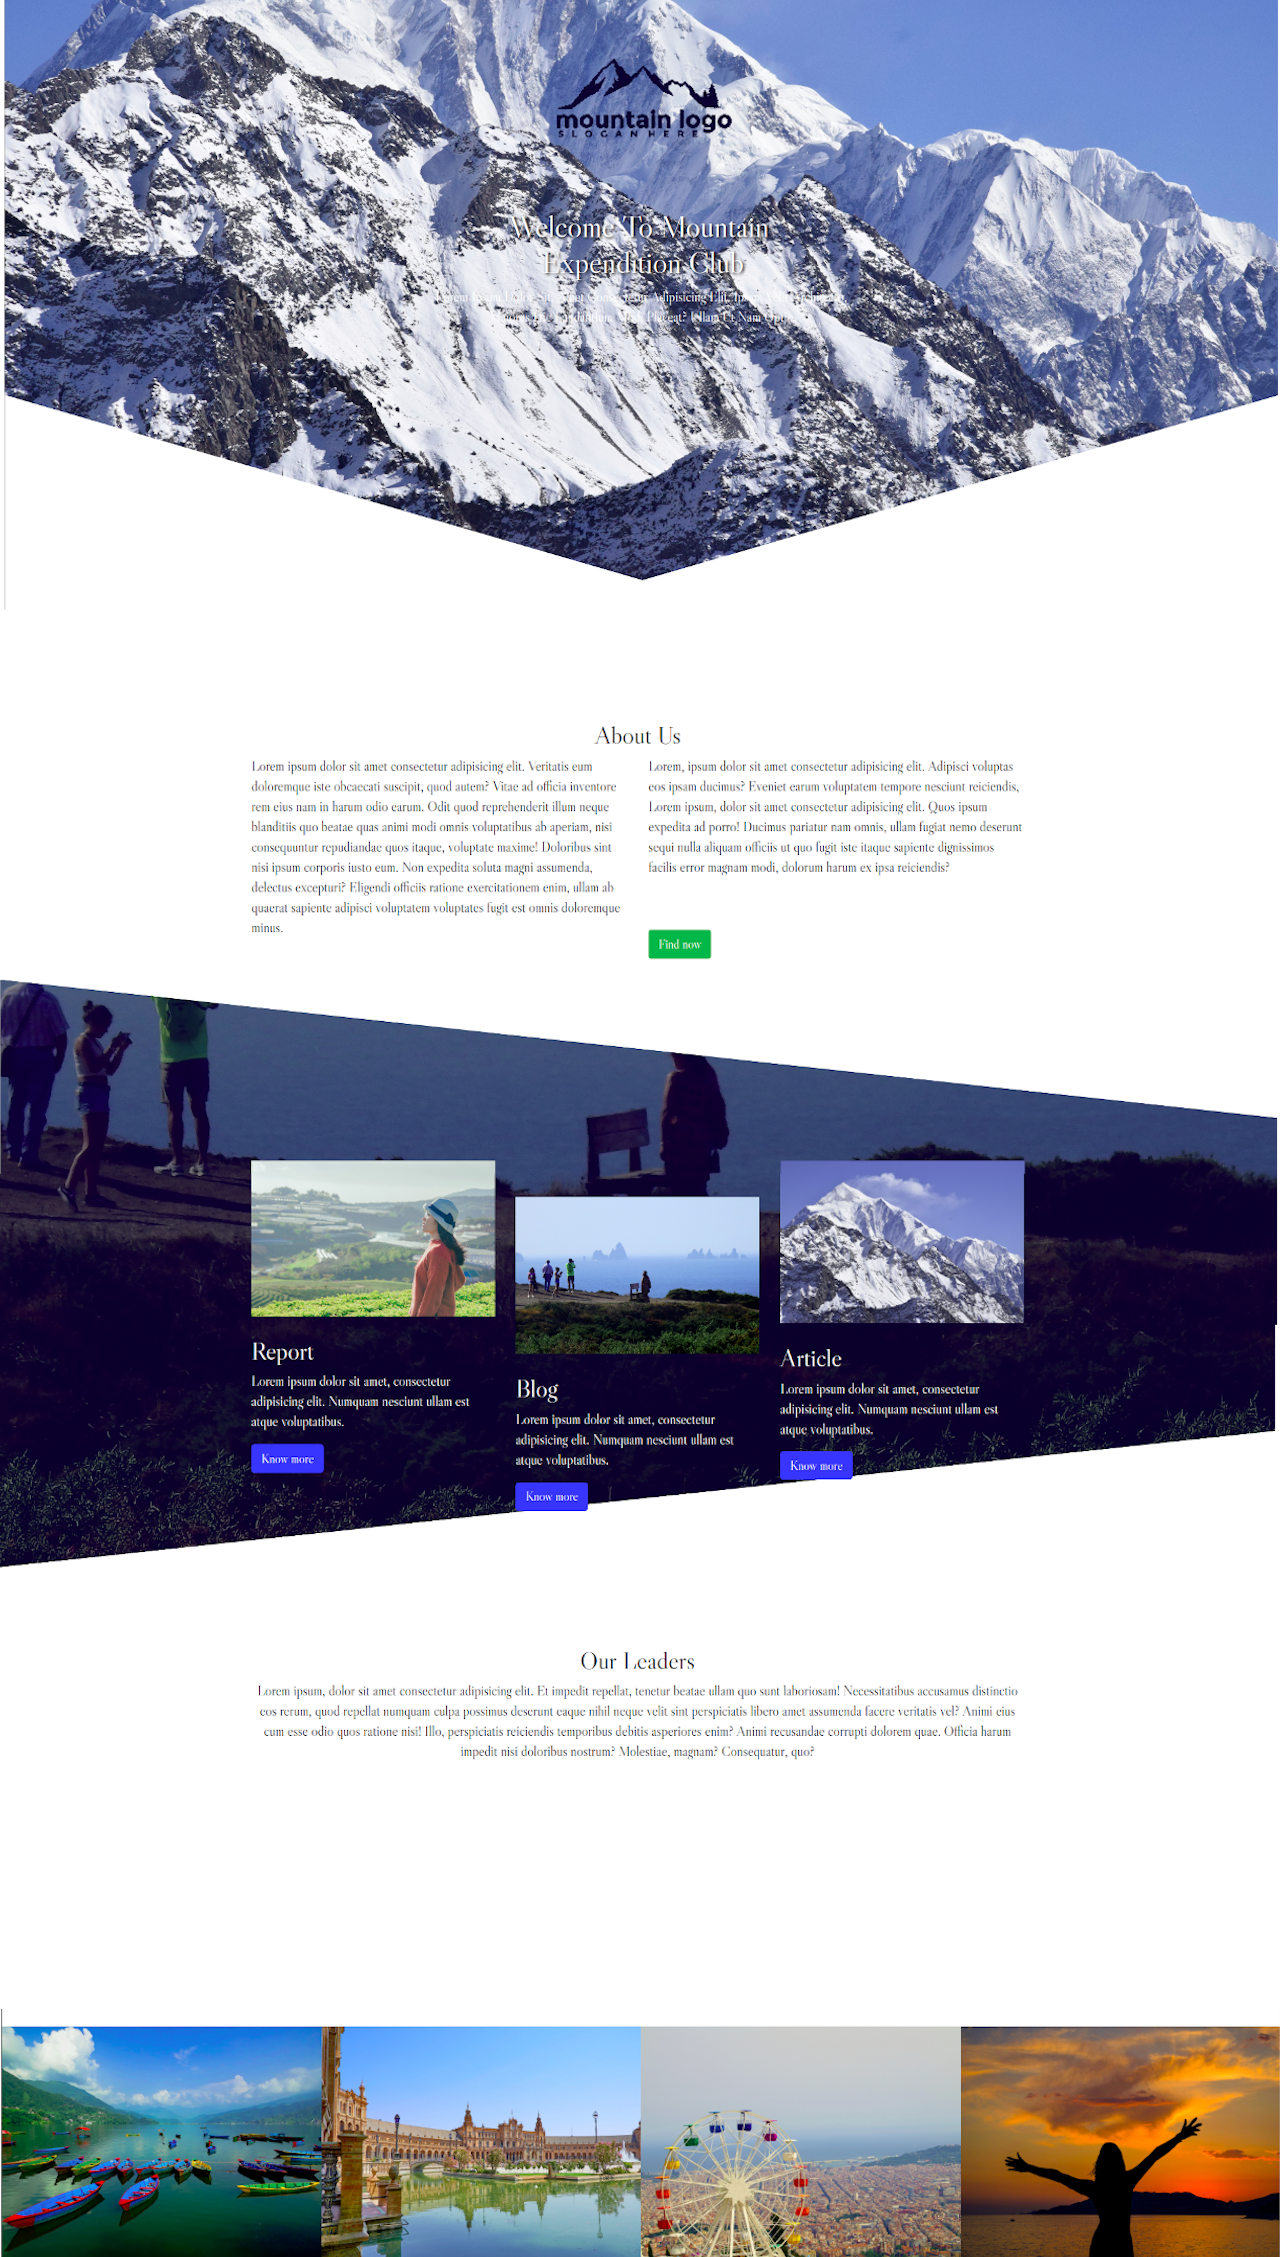 mountain logo
SLOGAN HERE
Welcome To Mountain
Expendition Club
Lorem Ipsum Dolor Sit, Amet Consectetur Adipisicing Elit.
Placeat? Ullam Ut Nam
About Us
Lorem ipsum dolor sit amet consectetur adipisicing elit. Veritatis eum
doloremque iste obcaecati suscipit, quod autem? Vitae ad officia inventore
rem eius nam in harum odio earum. Odit quod reprehenderit illum neque
blanditiis quo beatae quas animi modi omnis voluptatibus ab aperiam, nisi
consequuntur repudiandae quos itaque, voluptate maxime! Doloribus sint
nisi ipsum corporis iusto eum. Non expedita soluta magni assumenda,
delectus excepturi? Eligendi officiis ratione exercitationem enim, ullam ab
quaerat sapiente adipisci voluptatem voluptates fugit est omnis doloremque
minus.
Lorem, ipsum dolor sit amet consectetur adipisicing elit. Adipisci voluptas
eos ipsam ducimus? Eveniet earum voluptatem tempore nesciunt reiciendis,
Lorem ipsum, dolor sit amet consectetur adipisicing elit. Quos ipsum
expedita ad porro! Ducimus pariatur nam omnis, ullam fugiat nemo deserunt
sequi nulla aliquam officiis ut quo fugit iste itaque sapiente dignissimos
facilis error magnam modi, dolorum harum ex ipsa reiciendis?
Find now
Report
Lorem ipsum dolor sit amet, consectetur
adipisicing elit. Numquam nesciunt ullam est
atque voluptatibus.
Know more
Blog
Lorem ipsum dolor sit amet, consectetur
adipisicing elit. Numquam nesciunt ullam est
atque voluptatibus.
Know more
Article
Lorem ipsum dolor sit amet, consectetur
adipisicing elit. Numquam nesciunt ullam est
atque voluptatibus.
Know more
Our Leaders
Lorem ipsum, dolor sit amet consectetur adipisicing elit. Et impedit repellat, tenetur beatae ullam quo sunt laboriosam! Necessitatibus accusamus distinctio
eos rerum, quod repellat numquam culpa possimus deserunt eaque nihil neque velit sint perspiciatis libero amet assumenda facere veritatis vel? Animi eius
cum esse odio quos ratione nisi! Illo, perspiciatis reiciendis temporibus debitis asperiores enim? Animi recusandae corrupti dolorem quae. Officia harum
impedit nisi doloribus nostrum? Molestiae, magnam? Consequatur, quo?